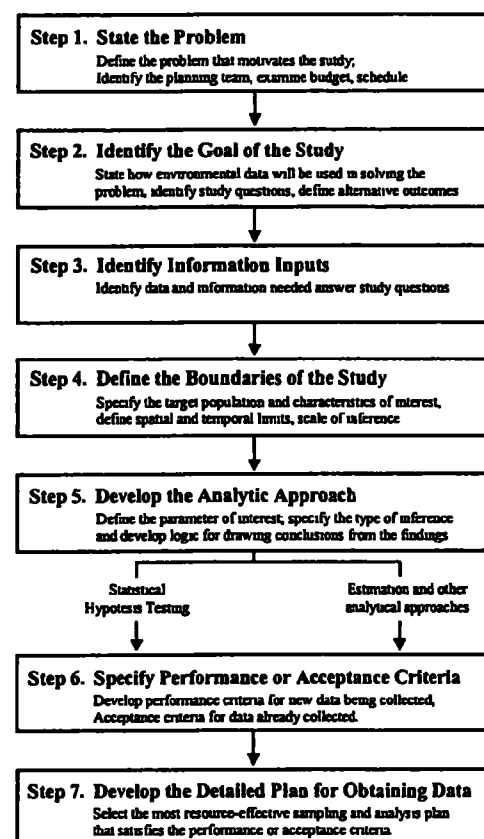 Step 1. State the Problem
Define the problem that motivates the study;
Identify the planning team, examine budget, schedule
Step 2. Identify the Goal of the Study
State how environmental data will be used in solving the
problem, identify study questions, define alternative outcomes
Step 3. Identify Information Inputs
Identify data and information needed answer study questions
Step 4. Define the Boundaries of the Study
Specify the target population and characteristics of interest,
define spatial and temporal limits, scale of inference
Step 5. Develop the Analytic Approach
Define the parameter of interest, specify the type of inference
and develop logic for drawing conclusions from the findings
Statistical
Hypotesis Testing
Estimation and other
analytical approaches
Step 6. Specify Performance or Acceptance Criteria
Develop performance criteria for new data being collected,
Acceptance criteria for data already collected.
Step 7. Develop the Detailed Plan for Obtaining Data
Select the most resource-effective sampling and analysis plan
that satisfies the performance or acceptance criteria